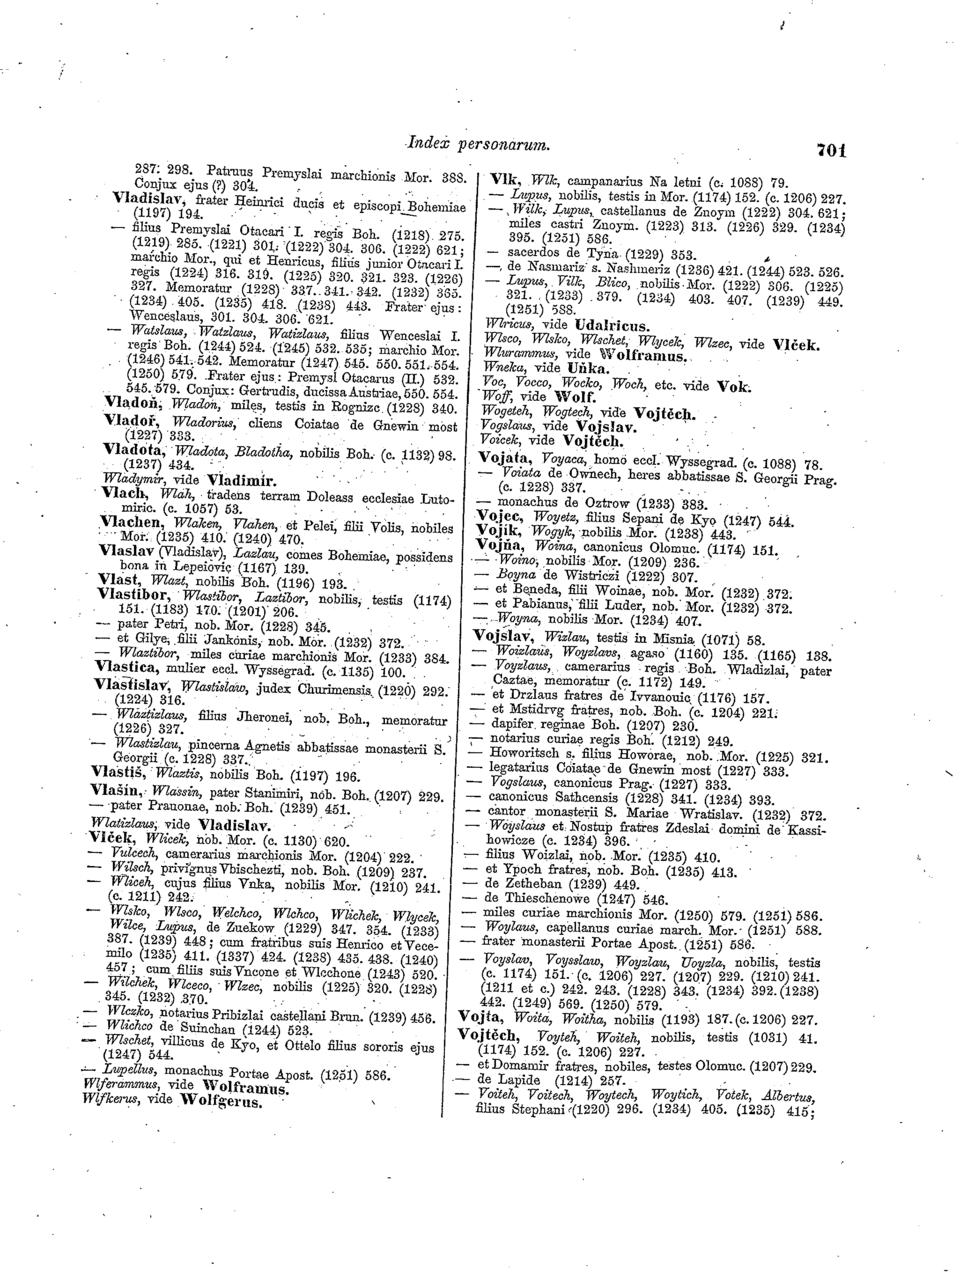 Index personarum.
701
287. 298. Patruus Premyslai marchionis Mor. 388.
Conjux ejus (?) 304.
Vladislav, frater Heinrici ducis et episcopi Bohemiae
(1197) 194.
— filius Premyslai Otacari I. regis Boh. (1218) 275.
(1219) 285. (1221) 301. (1222) 304. 306. (1222) 621;
marchio Mor., qui et Henricus, filius junior Otacari I.
regis (1224) 316. 319. (1225) 320. 321. 323. (1226)
327. Memoratur (1228) 337. 341. 342. (1232) 365.
(1234) 405. (1235) 418. (1238) 443. Frater ejus:
Wenceslaus, 301. 304. 306. 621.
— Watslaus, Watzlaus, Watizlaus, filius Wenceslai I.
regis Boh. (1244) 524. (1245) 532. 535; marchio Mor.
(1246) 541. 542. Memoratur (1247) 545. 550. 551. 554.
(1250) 579. Frater ejus: Premysl Otacarus (II.) 532.
545. 579. Conjux: Gertrudis, ducissa Austriae, 550. 554.
Vladoň, Wladon, miles, testis in Rognizc (1228) 340.
Vladoř, Wladorius, cliens Coiatae de Gnewin most
(1227) 333.
Vladota, Wladota, Bladotha, nobilis Boh. (c. 1132) 98.
(1237) 434.
Wladymir, vide Vladimír.
Vlach, Wlah, tradens terram Doleass ecclesiae Luto-
miric. (c. 1057) 53.
Vlachen, Wlaken, Vlahen, et Pelei, filii Volis, nobiles
Mor. (1235) 410. (1240) 470.
Vlaslav (Vladislav), Lazlau, comes Bohemiae, possidens
bona in Lepeiovic (1167) 139.
Vlast, Wlazt, nobilis Boh. (1196) 193.
Vlastibor, Wlastibor, Laztibor, nobilis, testis (1174)
151. (1183) 170. (1201) 206.
— pater Petri, nob. Mor. (1228) 345.
— et Gilye, filii Jankonis, nob. Mor. (1232) 372.
— Wlaztibor, miles curiae marchionis Mor. (1233) 384.
Vlastica, mulier eccl. Wyssegrad. (c. 1135) 100.
Vlastislav, Wlastislaw, judex Churimensis (1220) 292.
(1224) 316.
— Wlaztizlaus, filius Jheronei, nob. Boh., memoratur
(1226) 327.
— Wlastizlau, pincerna Agnetis abbatissae monasterii S.
Georgii (c. 1228) 337.
Vlastiš, Wlaztis, nobilis Boh. (1197) 196.
Vlašin, Wlassin, pater Stanimiri, nob. Boh. (1207) 229.
— pater Prauonae, nob. Boh. (1239) 451.
Wlatizlaus, vide Vladislav.
Vlček, Wlicek, nob. Mor. (c. 1130) 620.
— Vulcech, camerarius marchionis Mor. (1204) 222.
— Wilsch, privignus Vbischezti, nob. Boh. (1209) 237.
— Wliceh, cujus filius Vnka, nobilis Mor. (1210) 241.
(c. 1211) 242.
— Wlsko, Wlsco, Welchco, Wlchco, Wlichek, Wlycek,
Wilce, Lupus, de Zuekow (1229) 347. 354. (1233)
387. (1239) 448; cum fratribus suis Henrico et Vece-
milo (1235) 411. (1337) 424. (1238) 435. 438. (1240)
457; cum filiis suis Vncone et Wlcchone (1243) 520.
— Wilchek, Wlceco, Wlzec, nobilis (1225) 320. (1228)
345. (1232) 370.
— Wlczko, notarius Pribizlai castellani Brun. (1239) 456.
— Wlichco de Suinchan (1244) 523.
— Wlschet, villicus de Kyo, et Ottelo filius sororis ejus
(1247) 544.
— Lupellus, monachus Portae Apost. (1251) 586.
Wlferammus, vide Wolframus.
Wlfkerus, vide Wolfgerus.
Vlk, Wlk, campanarius Na letni (c. 1088) 79.
— Lupus, nobilis, testis in Mor. (1174) 152. (c. 1206) 227.
— Wilk, Lupus, castellanus de Znoym (1222) 304. 621;
miles castri Znoym. (1223) 313. (1226) 329. (1234)
395. (1251) 586.
— sacerdos de Tyna (1229) 353.
— de Nasmariz s. Nashmeriz (1236) 421. (1244) 523. 526.
— Lupus, Vilk, Blico, nobilis Mor. (1222) 306. (1225)
321. (1233) 379. (1234) 403. 407. (1239) 449.
(1251) 588.
Wlricus, vide Udalricus.
Wlsco, Wlsko, Wlschet, Wlycek, Wlzec, vide Vlček.
Wlurammus, vide Wolframus.
Wneka, vide Uňka.
Voc, Vocco, Wocko, Woch, etc. vide Vok.
Woff, vide Wolf.
Wogeteh, Wogtech, vide Vojtěch.
Vogslaus, vide Vojslav.
Voicek, vide Vojtěch.
Vojata, Voyaca, homo eccl. Wyssegrad. (c. 1088) 78.
— Voiata de Ownech, heres abbatissae S. Georgii Prag.
(c. 1228) 337.
— monachus de Oztrow (1233) 383.
Vojec, Woyetz, filius Sepani de Kyo (1247) 544.
Vojík, Wogyk, nobilis Mor. (1238) 443.
Vojňa, Woina, canonicus Olomuc. (1174) 151.
— Woino, nobilis Mor. (1209) 236.
— Boyna de Wistriczi (1222) 307.
— et Beneda, filii Woinae, nob. Mor. (1232) 372.
— et Pabianus, filii Luder, nob. Mor. (1232) 372.
— Woyna, nobilis Mor. (1234) 407.
Vojslav, Wizlau, testis in Misnia (1071) 58.
— Woizlaus, Woyzlavs, agaso (1160) 135. (1165) 138.
— Voyzlaus, camerarius regis Boh. Wladizlai, pater
Caztae, memoratur (c. 1172) 149.
— et Drzlaus fratres de Ivvanouic (1176) 157.
— et Mstidrvg fratres, nob. Boh. (c. 1204) 221.
— dapifer reginae Boh. (1207) 230.
— notarius curiae regis Boh. (1212) 249.
— Howoritsch s. filius Howorae, nob. Mor. (1225) 321.
— legatarius Coiatae de Gnewin most (1227) 333.
— Vogslaus, canonicus Prag. (1227) 333.
— canonicus Sathcensis (1228) 341. (1234) 393.
— cantor monasterii S. Mariae Wratislav. (1232) 372.
— Woyslaus et Nostup fratres Zdeslai domini de Kassi-
howicze (c. 1234) 396.
— filius Woizlai, nob. Mor. (1235) 410.
— et Ypoch fratres, nob. Boh. (c. 1235) 413.
— de Zetheban (1239) 449.
— de Thieschenowe (1247) 546.
— miles curiae marchionis Mor. (1250) 579. (1251) 586.
— Woylaus, capellanus curiae march. Mor. (1251) 588.
— frater monasterii Portae Apost. (1251) 586.
— Voyslav, Voysslaw, Woyzlau, Uoyzla, nobilis, testis
(c. 1174) 151. (c. 1206) 227. (1207) 229. (1210) 241.
(1211 et c.) 242. 243. (1228) 343. (1234) 392. (1238)
442. (1249) 569. (1250) 579.
Vojta, Woita, Woitha, nobilis (1193) 187. (c. 1206) 227.
Vojtěch, Voyteh, Woiteh, nobilis, testis (1031) 41.
(1174) 152. (c. 1206) 227.
— et Domamir fratres, nobiles, testes Olomuc. (1207) 229.
— de Lapide (1214) 257.
— Voiteh, Voitech, Woytech, Woytich, Votek, Albertus,
filius Stephani (1220) 296. (1234) 405. (1235) 415;